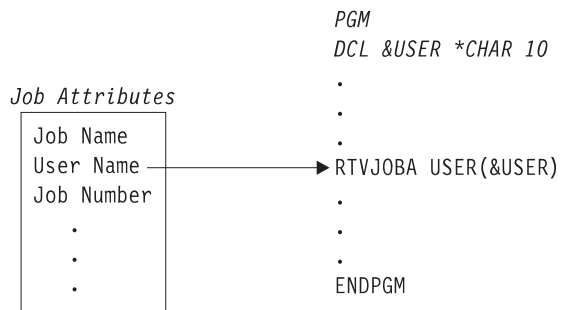 Job Attributes
Job Name
User Name
Job Number
.
.
.
PGM
DCL &USER *CHAR 10
.
.
.
RTVJOBA USER(&USER)
.
.
.
ENDPGM